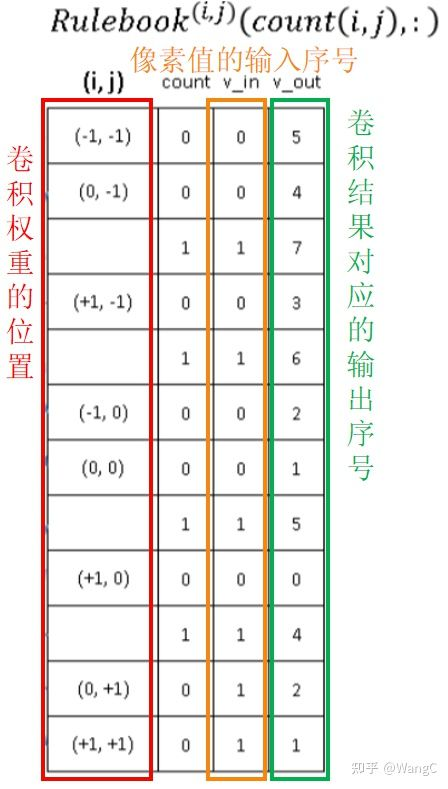 Rulebook^(i,j)(count(i,j),:)
像素值的输入序号
(i, j) count v_in v_out
(-1, -1) 0 0 5
(0, -1) 0 0 4
1 1 7
(+1, -1) 0 0 3
1 1 6
(-1, 0) 0 0 2
(0, 0) 0 0 1
1 1 5
(+1, 0) 0 0 0
1 1 4
(0, +1) 0 1 2
(+1, +1) 0 1 1
卷积权重的位置
卷积结果对应的输出序号
知乎 @WangC